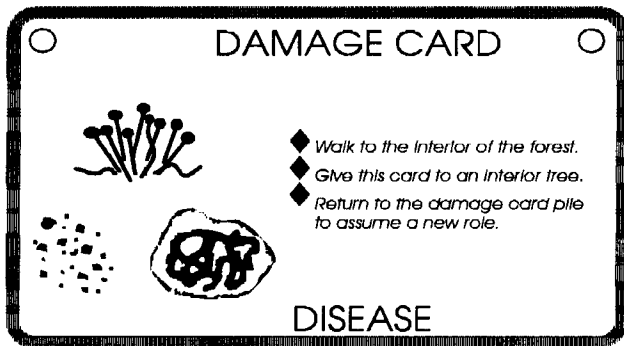 DAMAGE CARD
Walk to the interior of the forest.
Give this card to an interior tree.
Return to the damage card pile
to assume a new role.
DISEASE